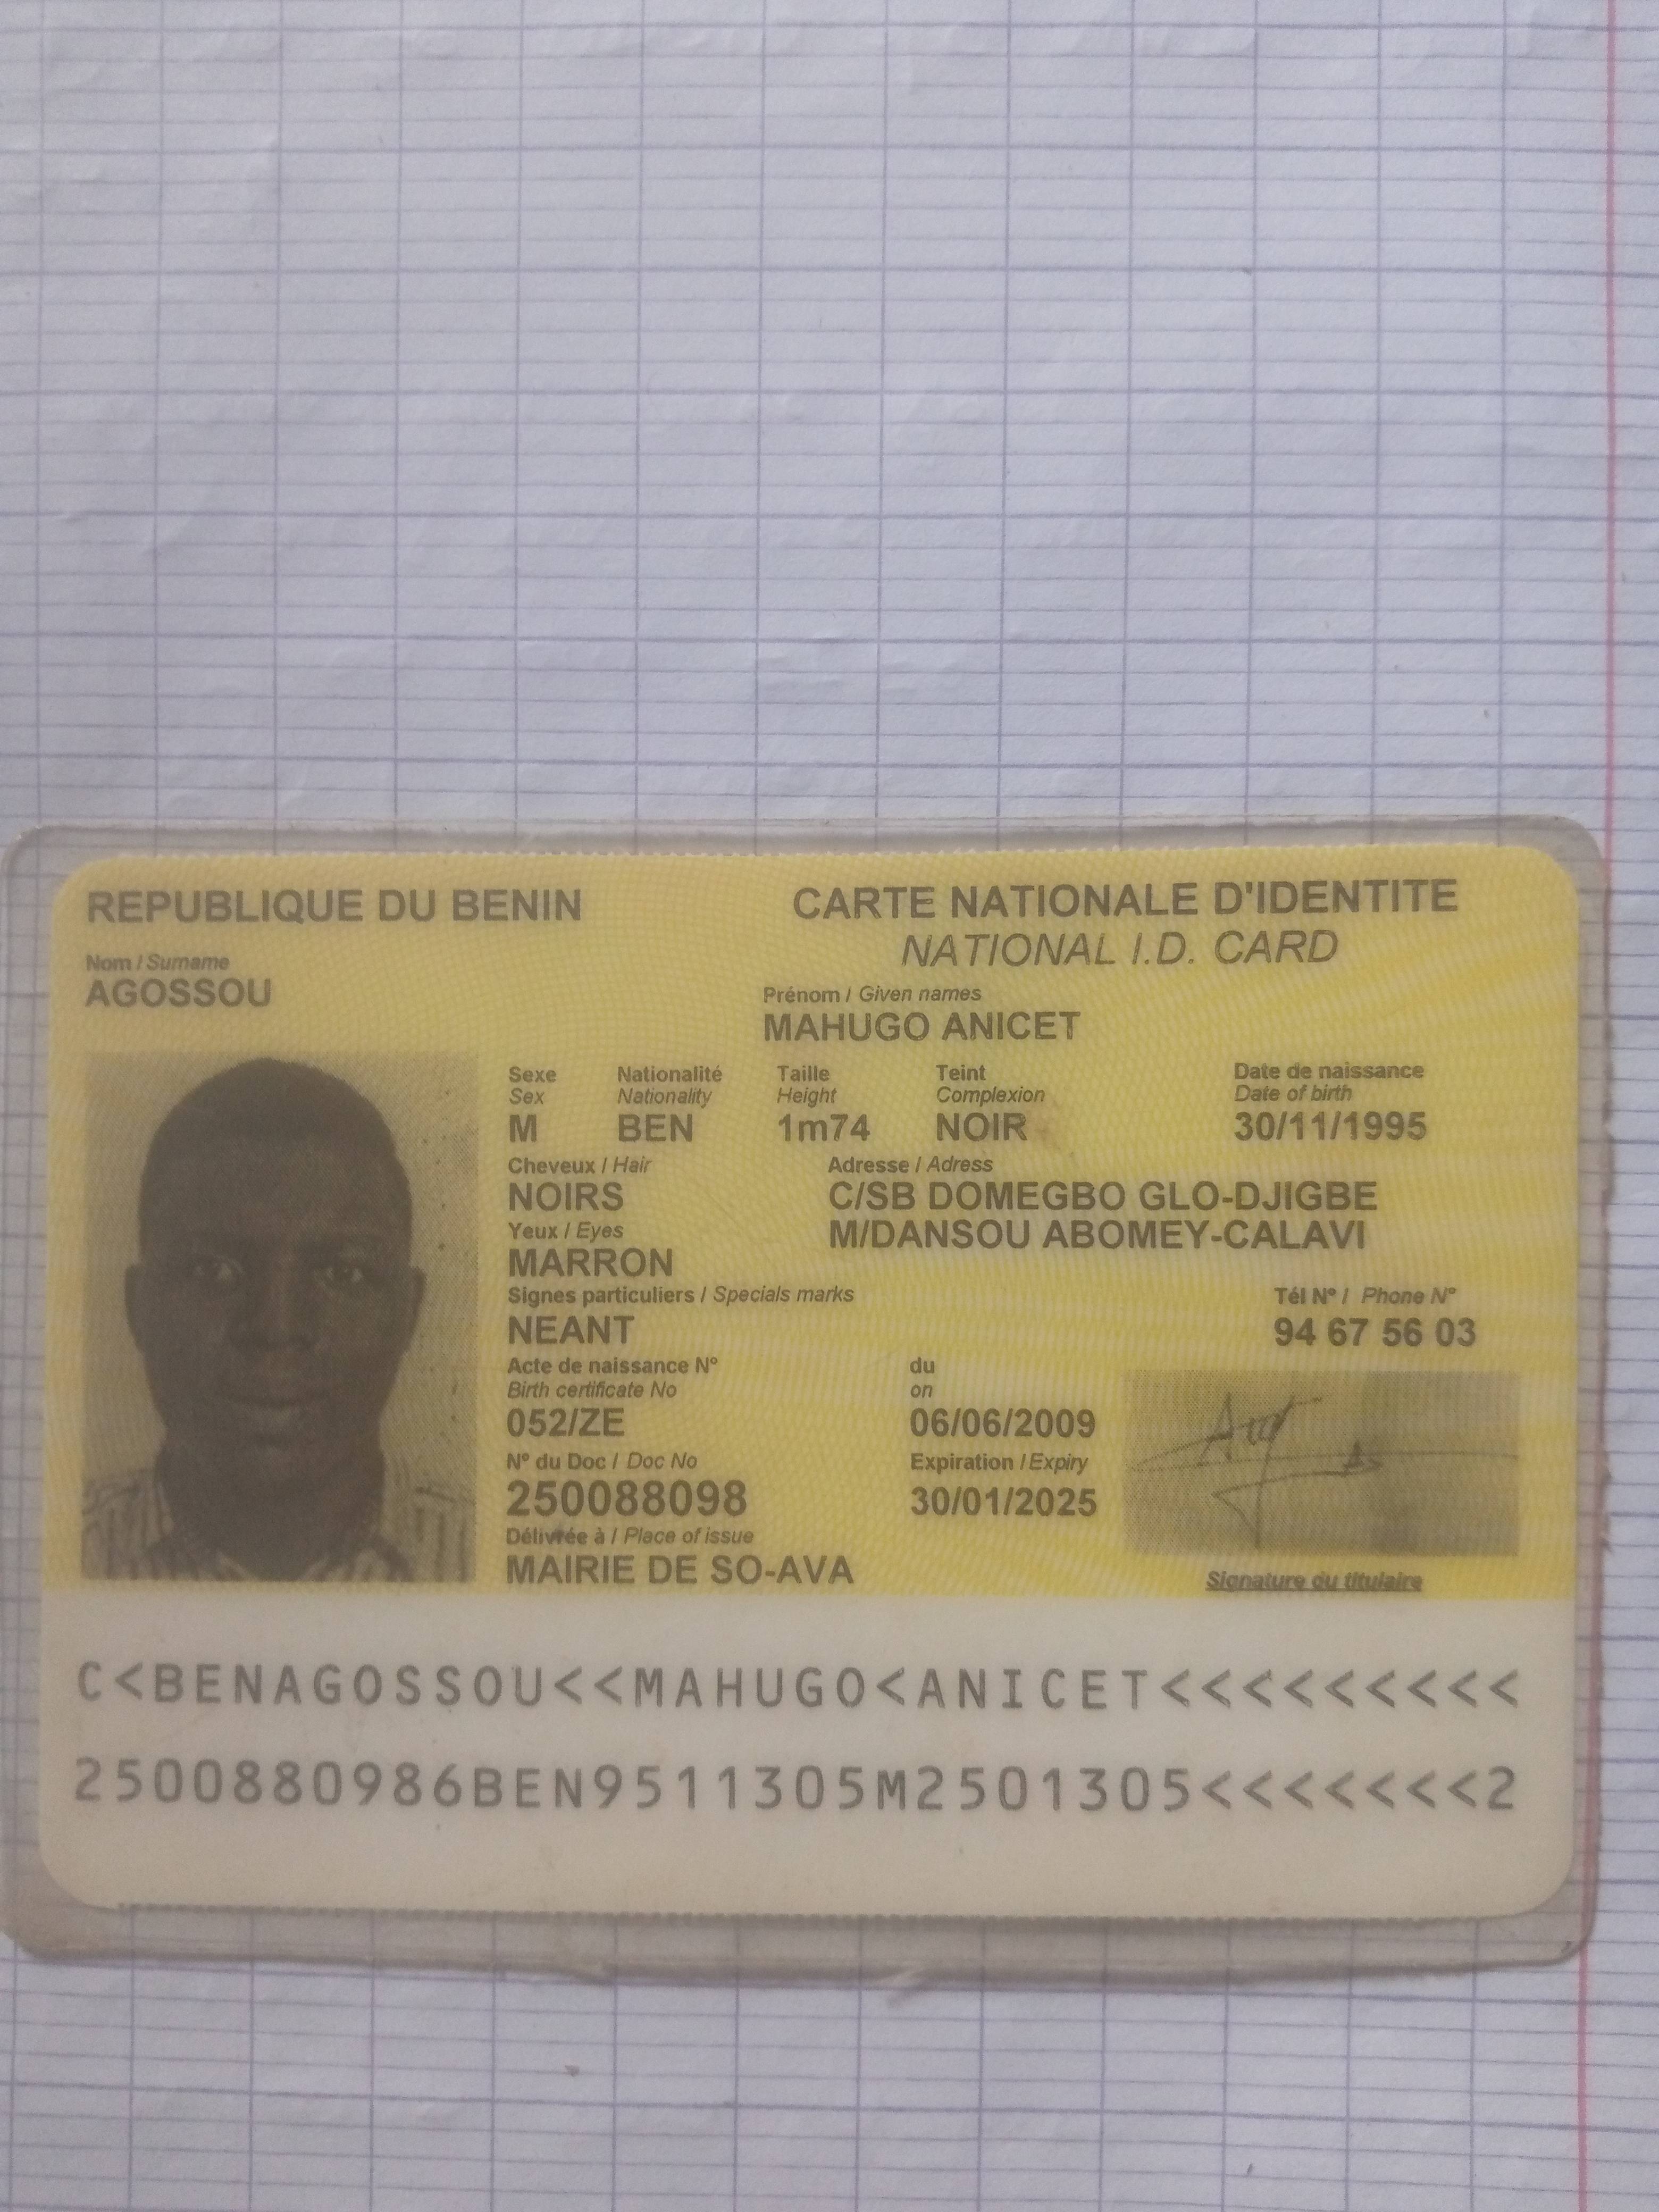 REPUBLIQUE DU BENIN
CARTE NATIONALE D'IDENTITE
NATIONAL I.D. CARD
Nom / Surname
AGOSSOU
Prénom / Given names
MAHUGO ANICET
Sexe Nationalité Taille Teint Date de naissance
Sex Nationality Height Complexion Date of birth
M BEN 1m74 NOIR 30/11/1995
Cheveux / Hair Adresse / Adress
NOIRS C/SB DOMEGBO GLO-DJIGBE
Yeux / Eyes M/DANSOU ABOMEY-CALAVI
MARRON
Signes particuliers / Specials marks Tél N° / Phone N°
NEANT 94 67 56 03
Acte de naissance N° du
Birth certificate No on
052/ZE 06/06/2009
N° du Doc / Doc No Expiration / Expiry
250088098 30/01/2025
Délivrée à / Place of issue
MAIRIE DE SO-AVA
Signature du titulaire
C<BENAGOSSOU<<MAHUGO<ANICET<<<<<<<<<
2500880986BEN9511305M2501305<<<<<<<2